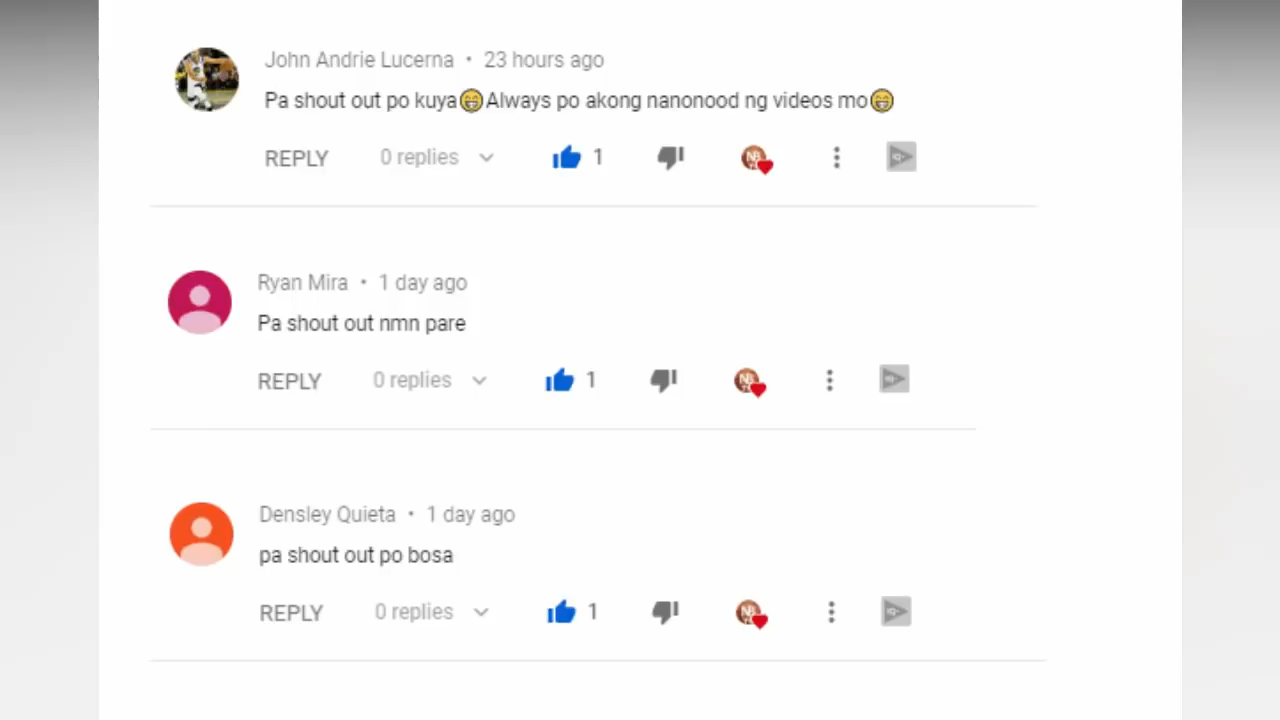 John Andrie Lucerna • 23 hours ago
Pa shout out po kuya😁Always po akong nanonood ng videos mo😁
REPLY 0 replies 1
Ryan Mira • 1 day ago
Pa shout out nmn pare
REPLY 0 replies 1
Densley Quieta • 1 day ago
pa shout out po bosa
REPLY 0 replies 1